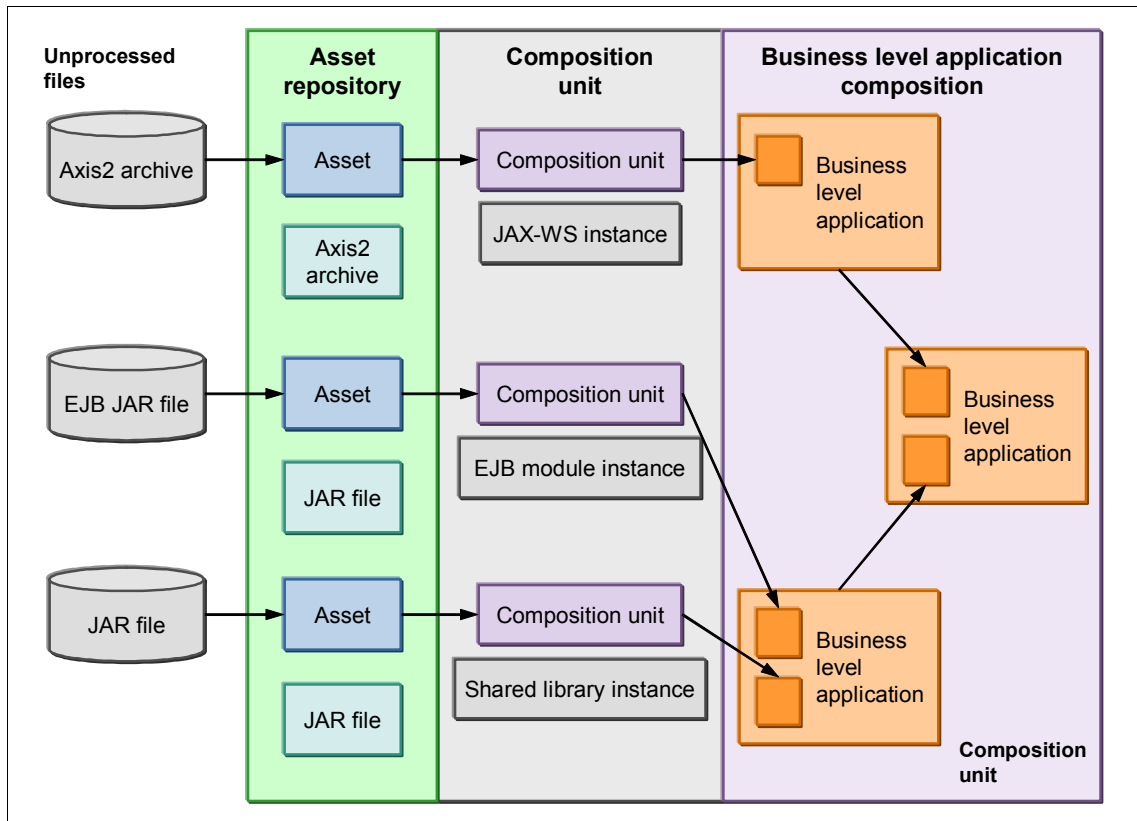 Unprocessed
files
Asset
repository
Composition
unit
Business level application
composition
Axis2 archive
Asset
Composition unit
Business
level
application
Axis2
archive
JAX-WS instance
EJB JAR file
Asset
Composition unit
Business
level
application
JAR file
EJB module instance
JAR file
Asset
Composition unit
Business
level
application
JAR file
Shared library instance
Composition
unit